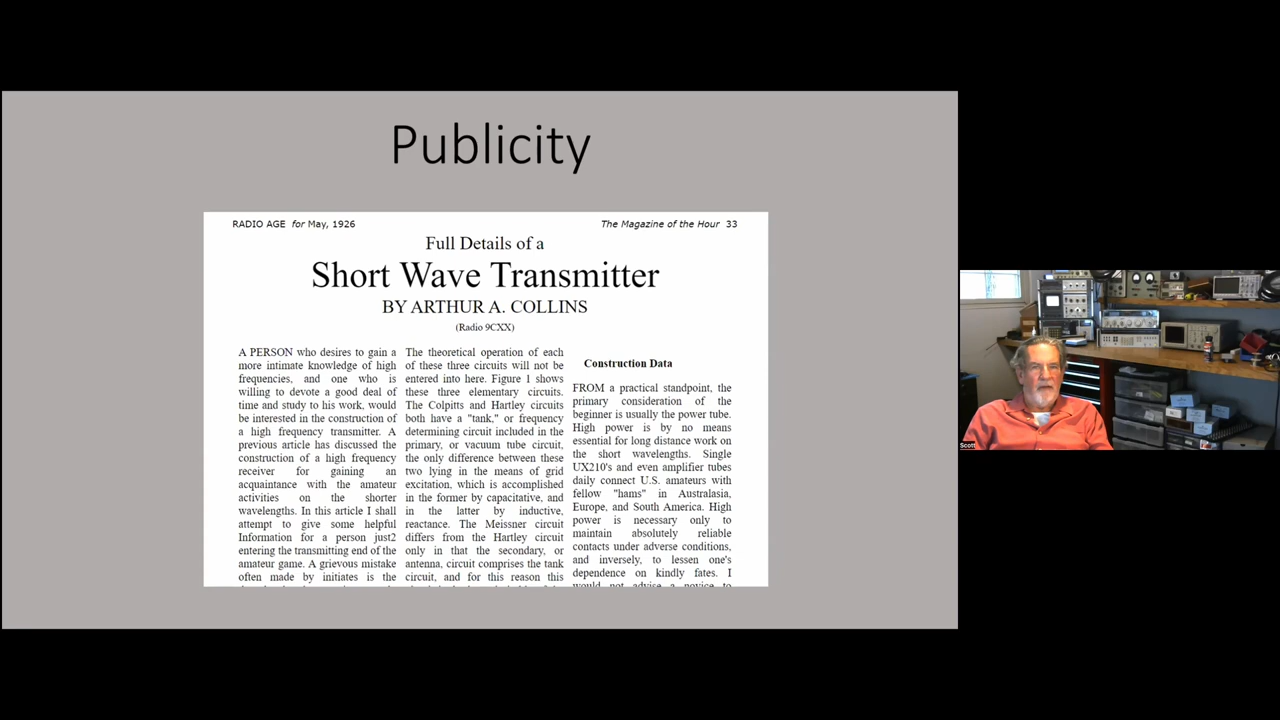 Publicity
RADIO AGE for May, 1926
The Magazine of the Hour 33
Full Details of a
Short Wave Transmitter
BY ARTHUR A. COLLINS
(Radio 9CXX)
A PERSON who desires to gain a
more intimate knowledge of high
frequencies, and one who is
willing to devote a good deal of
time and study to his work, would
be interested in the construction of
a high frequency transmitter. A
previous article has discussed the
construction of a high frequency
receiver for gaining an
acquaintance with the amateur
activities on the shorter
wavelengths. In this article I shall
attempt to give some helpful
Information for a person just2
entering the transmitting end of the
amateur game. A grievous mistake
often made by initiates is the
The theoretical operation of each
of these three circuits will not be
entered into here. Figure 1 shows
these three elementary circuits.
The Colpitts and Hartley circuits
both have a "tank," or frequency
determining circuit included in the
primary, or vacuum tube circuit,
the only difference between these
two lying in the means of grid
excitation, which is accomplished
in the former by capacitative, and
in the latter by inductive,
reactance. The Meissner circuit
differs from the Hartley circuit
only in that the secondary, or
antenna, circuit comprises the tank
circuit, and for this reason this
Construction Data
FROM a practical standpoint, the
primary consideration of the
beginner is usually the power tube.
High power is by no means
essential for long distance work on
the short wavelengths. Single
UX210's and even amplifier tubes
daily connect U.S. amateurs with
fellow "hams" in Australasia,
Europe, and South America. High
power is necessary only to
maintain absolutely reliable
contacts under adverse conditions,
and inversely, to lessen one's
dependence on kindly fates. I
would not advise a novice to
Scott